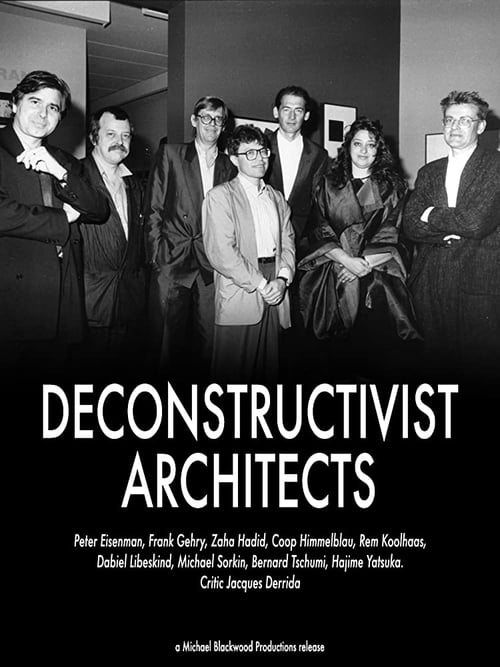 DECONSTRUCTIVIST
ARCHITECTS
Peter Eisenman, Frank Gehry, Zaha Hadid, Coop Himmelblau, Rem Koolhaas,
Dabiel Libeskind, Michael Sorkin, Bernard Tschumi, Hajime Yatsuka.
Critic Jacques Derrida
a Michael Blackwood Productions release